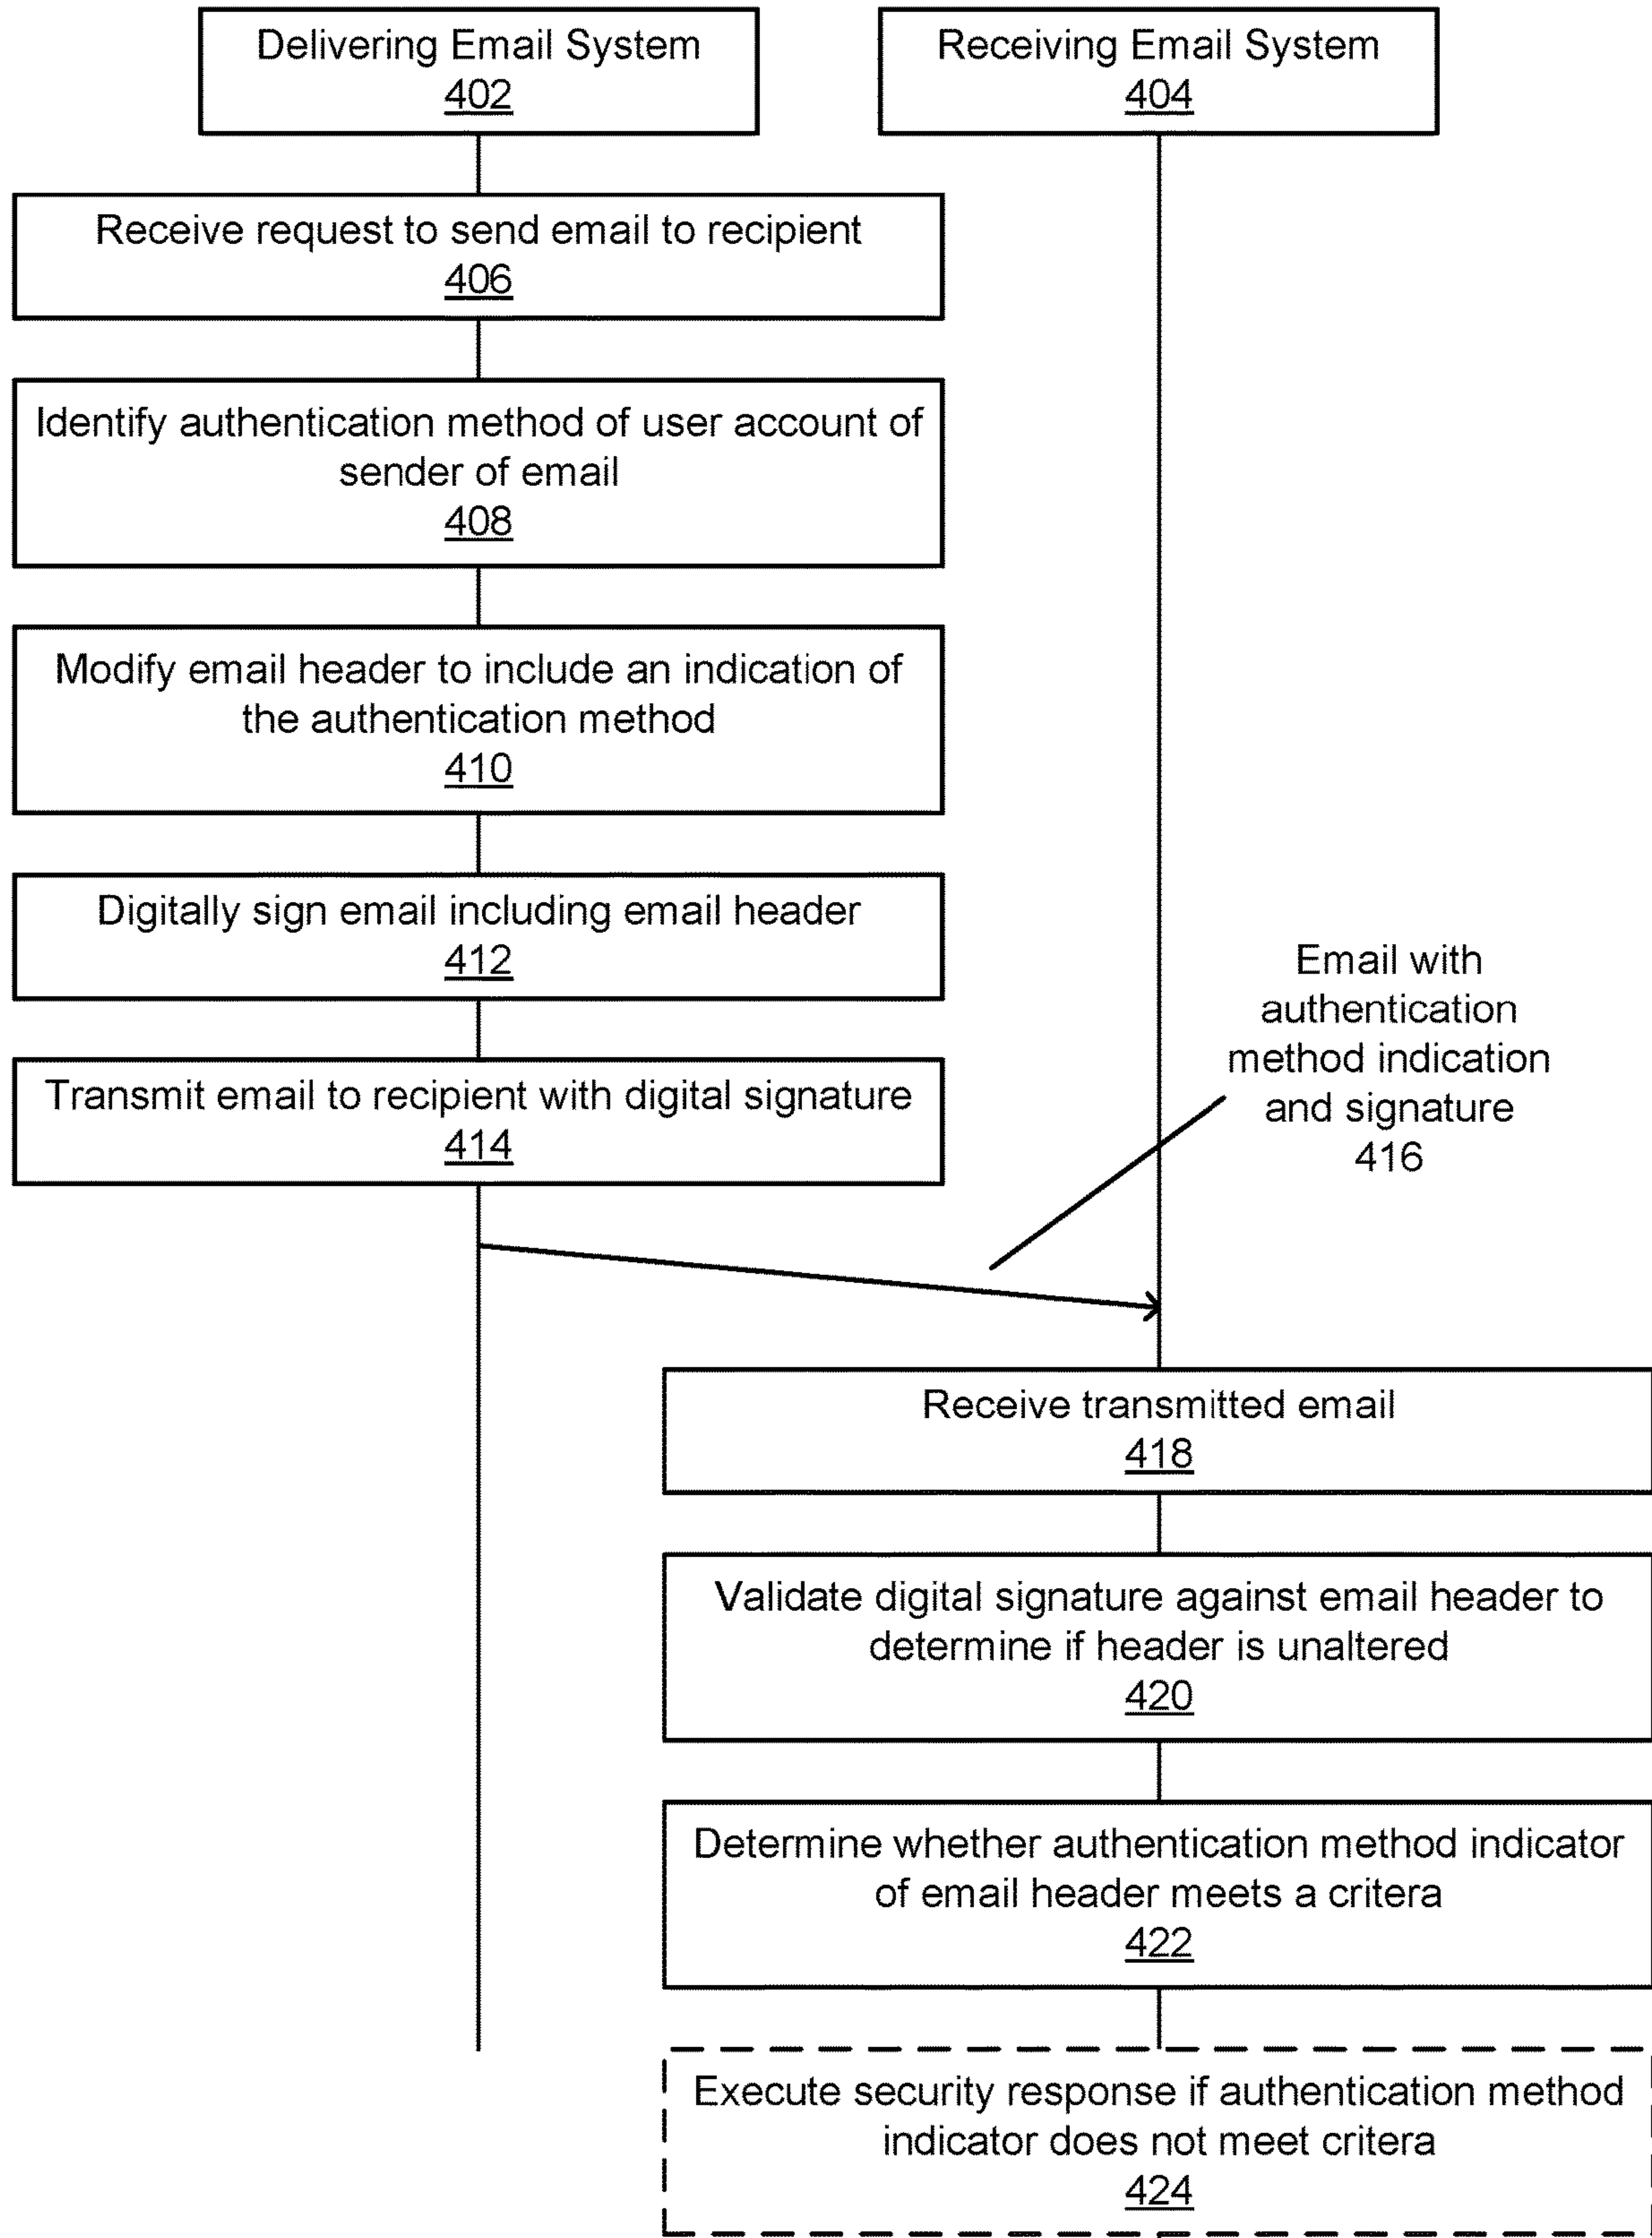 Delivering Email System
402
Receiving Email System
404
Receive request to send email to recipient
406
Identify authentication method of user account of
sender of email
408
Modify email header to include an indication of
the authentication method
410
Digitally sign email including email header
412
Transmit email to recipient with digital signature
414
Email with
authentication
method indication
and signature
416
Receive transmitted email
418
Validate digital signature against email header to
determine if header is unaltered
420
Determine whether authentication method indicator
of email header meets a critera
422
Execute security response if authentication method
indicator does not meet critera
424